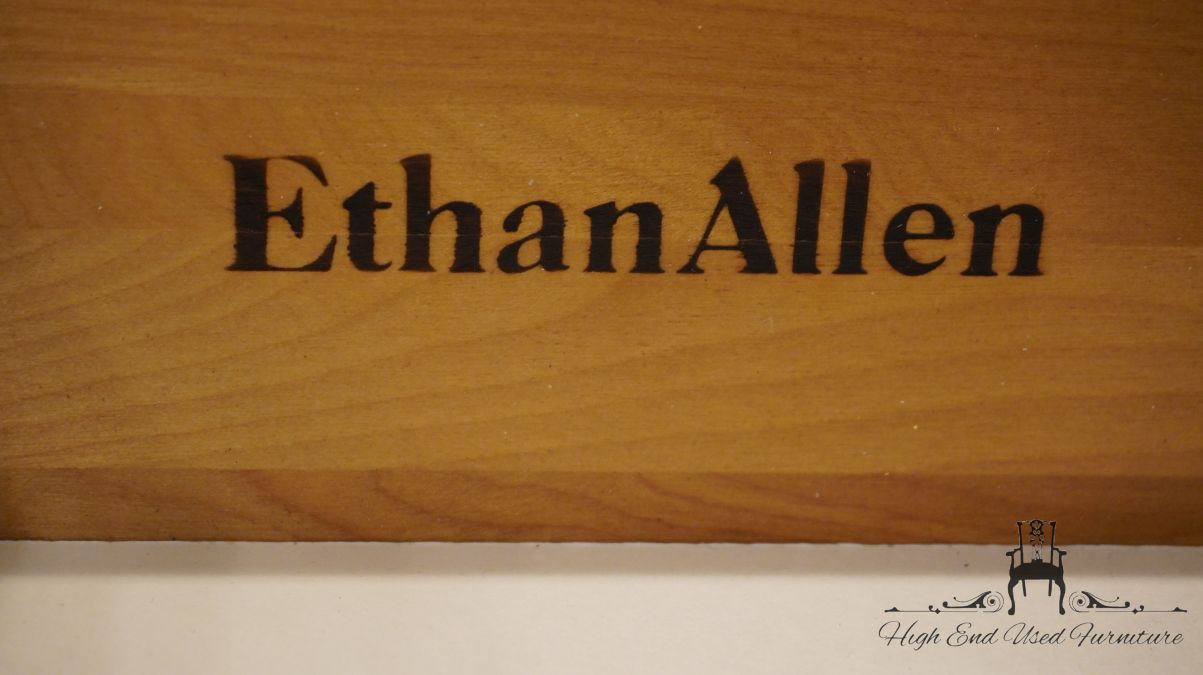 EthanAllen
High End Used Furniture